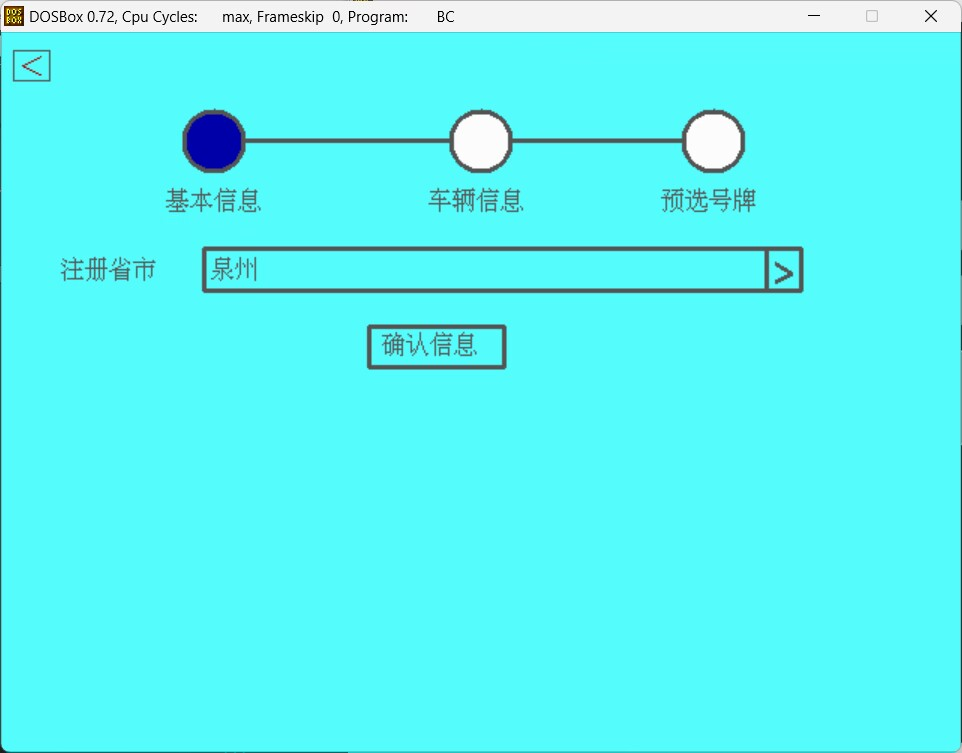 DOSBox 0.72, Cpu Cycles: max, Frameskip 0, Program: BC
<
基本信息 车辆信息 预选号牌
注册省市 泉州 >
确认信息